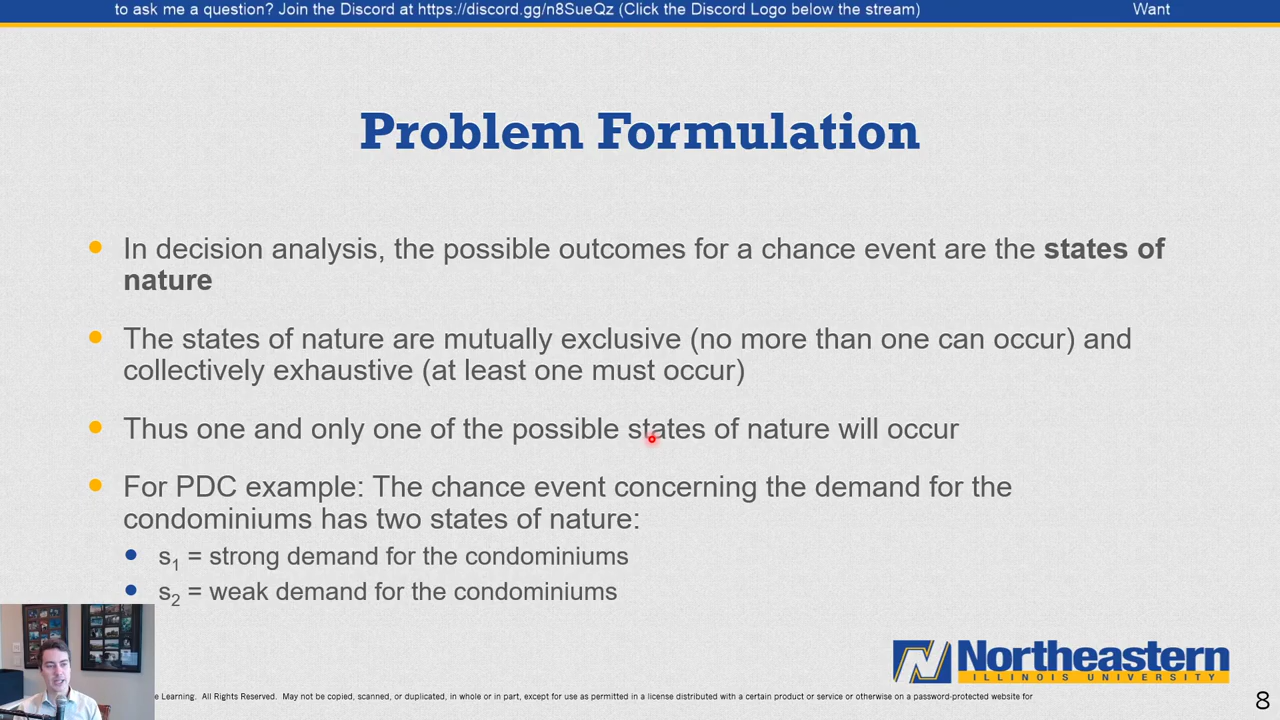 to ask me a question? Join the Discord at https://discord.gg/n8SueQz (Click the Discord Logo below the stream) Want
Problem Formulation
In decision analysis, the possible outcomes for a chance event are the states of
nature
The states of nature are mutually exclusive (no more than one can occur) and
collectively exhaustive (at least one must occur)
Thus one and only one of the possible states of nature will occur
For PDC example: The chance event concerning the demand for the
condominiums has two states of nature:
s1 = strong demand for the condominiums
s2 = weak demand for the condominiums
Northeastern
ILLINOIS UNIVERSITY
e Learning. All Rights Reserved. May not be copied, scanned, or duplicated, in whole or in part, except for use as permitted in a license distributed with a certain product or service or otherwise on a password-protected website for
8